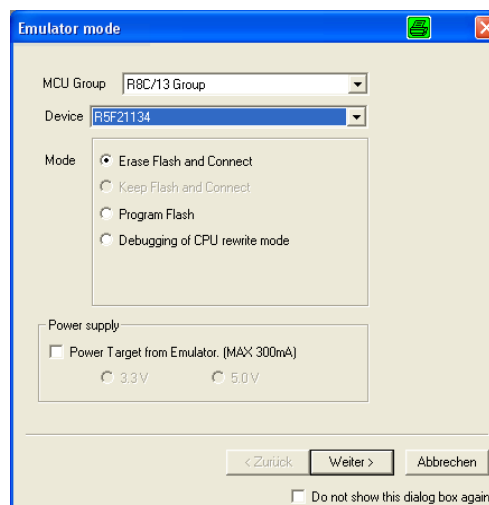 Emulator mode
MCU Group R8C/13 Group
Device R5F21134
Mode Erase Flash and Connect
Keep Flash and Connect
Program Flash
Debugging of CPU rewrite mode
Power supply
Power Target from Emulator. (MAX 300mA)
3.3 V 5.0 V
< Zurück Weiter > Abbrechen
Do not show this dialog box again